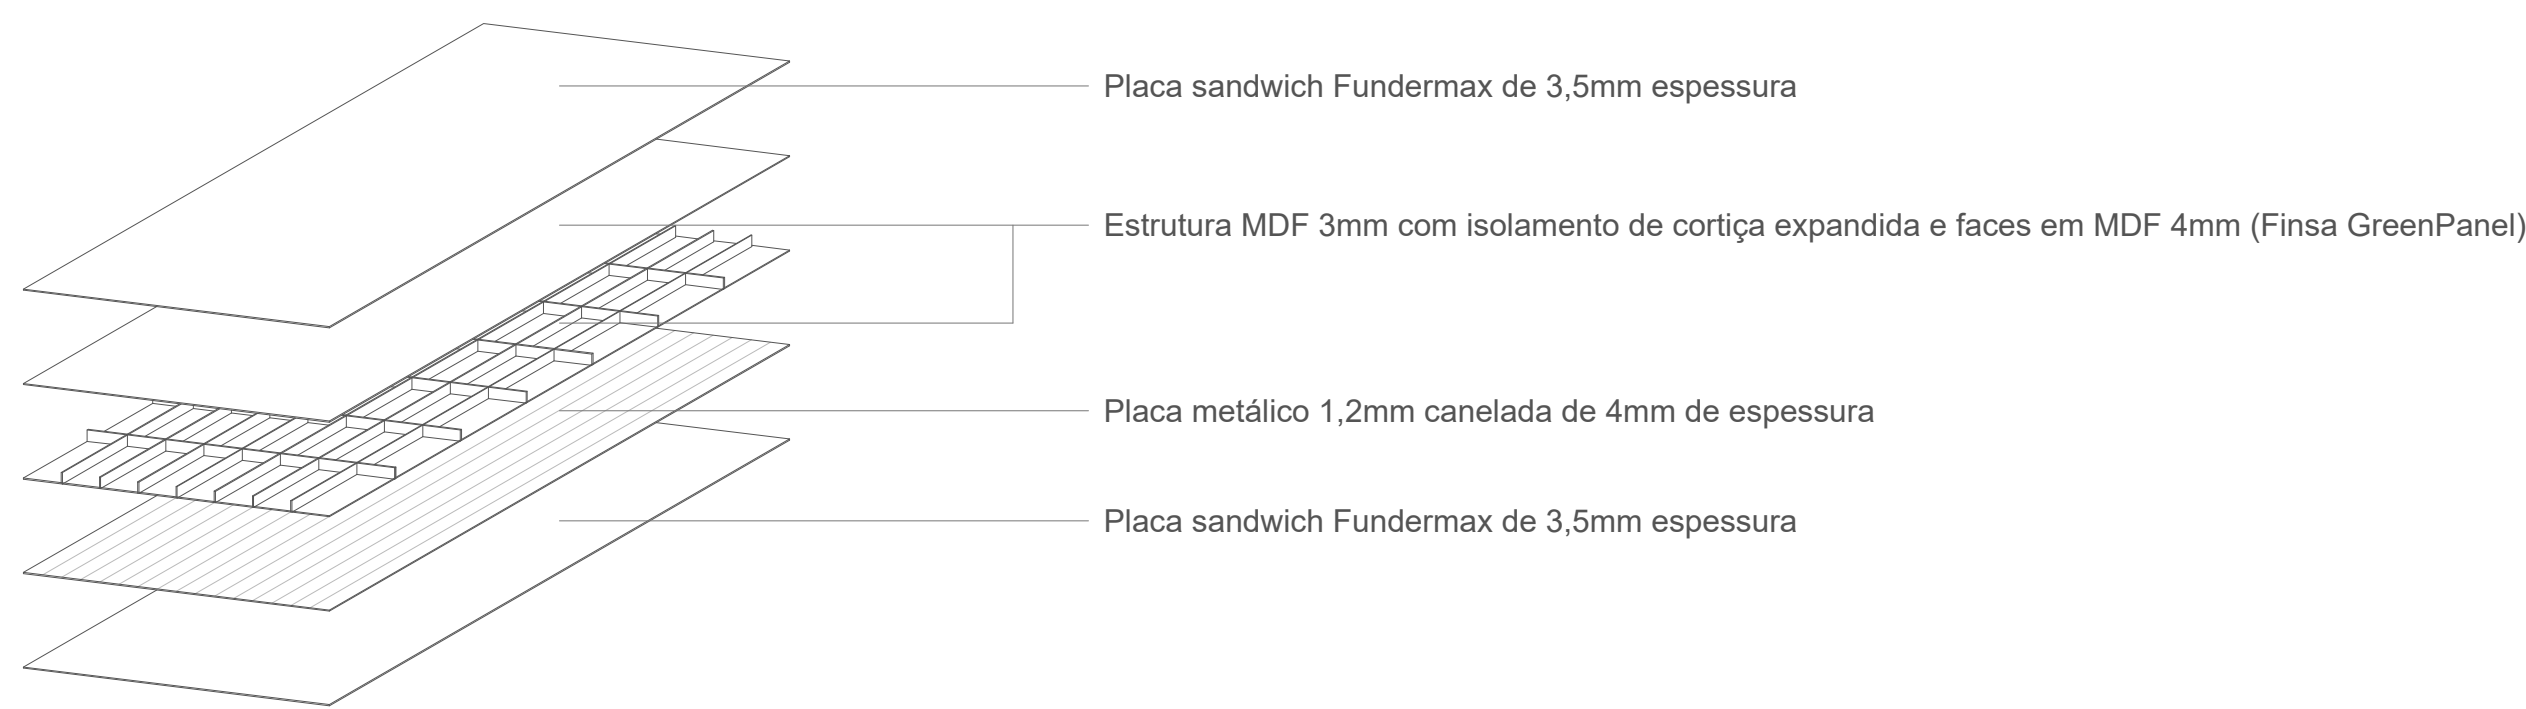 Placa sandwich Fundermax de 3,5mm espessura
Estrutura MDF 3mm com isolamento de cortiça expandida e faces em MDF 4mm (Finsa GreenPanel)
Placa metálico 1,2mm canelada de 4mm de espessura
Placa sandwich Fundermax de 3,5mm espessura